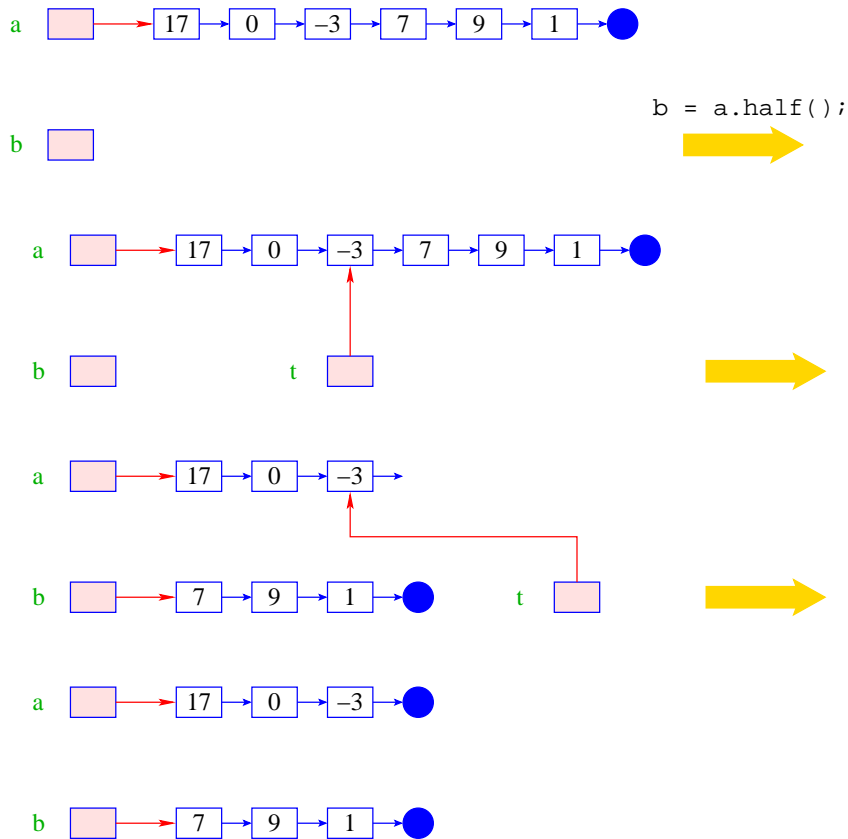 a 17 0 –3 7 9 1
b = a.half();
b
a 17 0 –3 7 9 1
b t
a 17 0 –3
b 7 9 1 t
a 17 0 –3
b 7 9 1